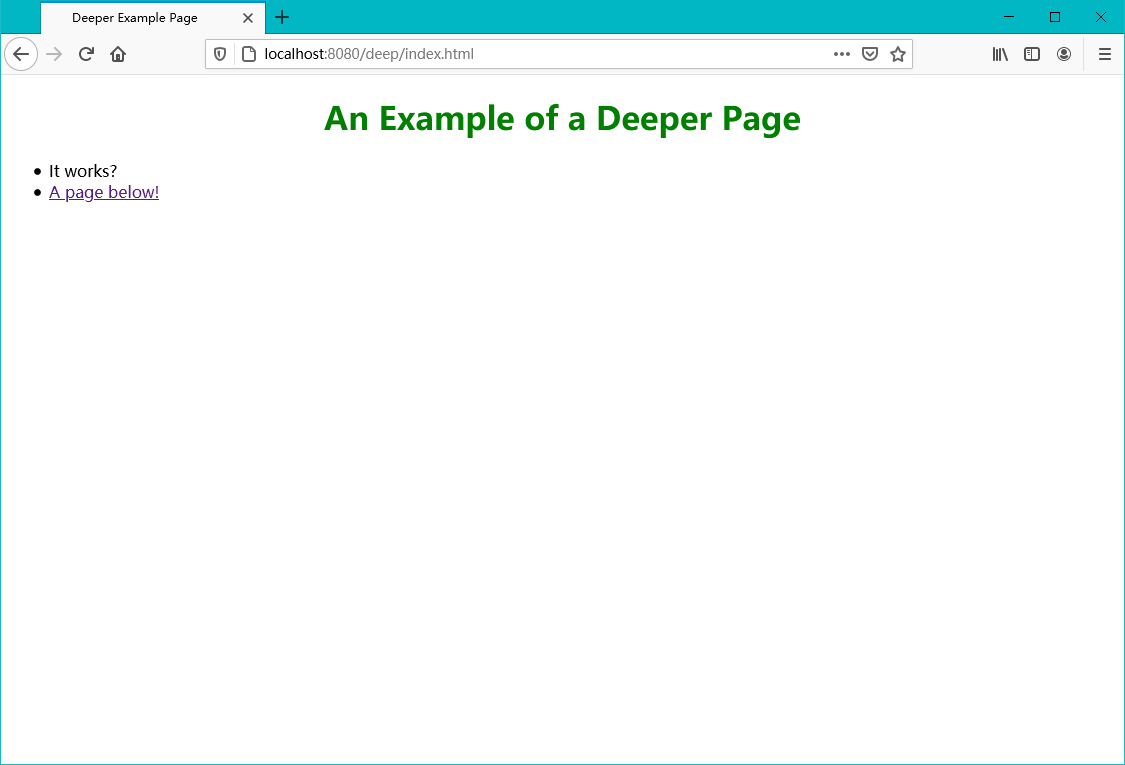 Deeper Example Page
localhost:8080/deep/index.html
An Example of a Deeper Page
It works?
A page below!